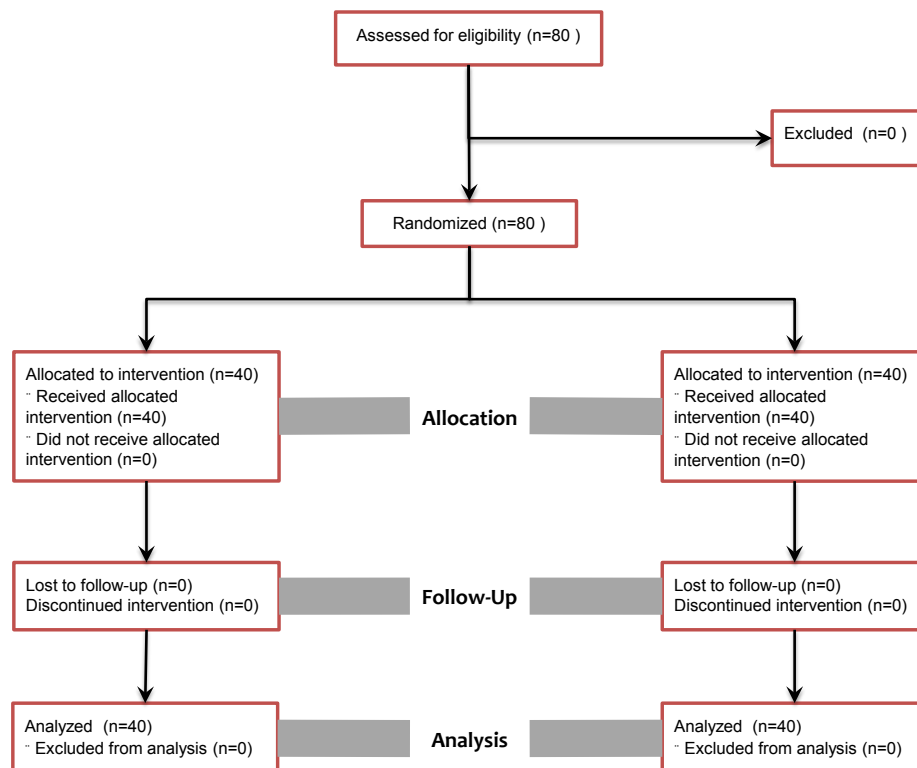 Assessed for eligibility (n=80 )
Excluded  (n=0 )
Randomized (n=80 )
Allocated to intervention (n=40)
¨ Received allocated
intervention (n=40)
¨ Did not receive allocated
intervention (n=0)
Allocation
Allocated to intervention (n=40)
¨ Received allocated
intervention (n=40)
¨ Did not receive allocated
intervention (n=0)
Lost to follow-up (n=0)
Discontinued intervention (n=0)
Follow-Up
Lost to follow-up (n=0)
Discontinued intervention (n=0)
Analyzed  (n=40)
¨ Excluded from analysis (n=0)
Analysis
Analyzed  (n=40)
¨ Excluded from analysis (n=0)